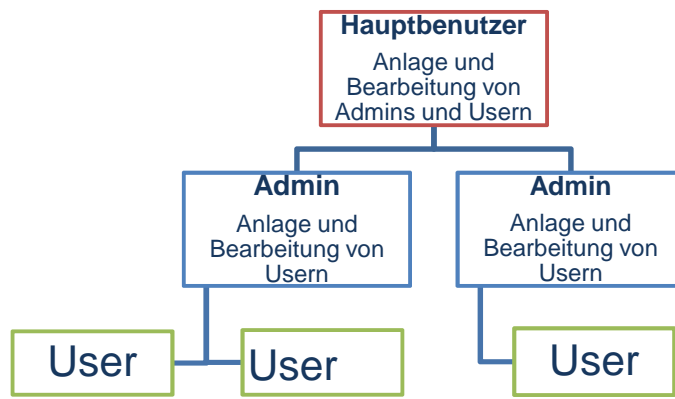 Hauptbenutzer
Anlage und
Bearbeitung von
Admins und Usern
Admin
Anlage und
Bearbeitung von
Usern
Admin
Anlage und
Bearbeitung von
Usern
User
User
User